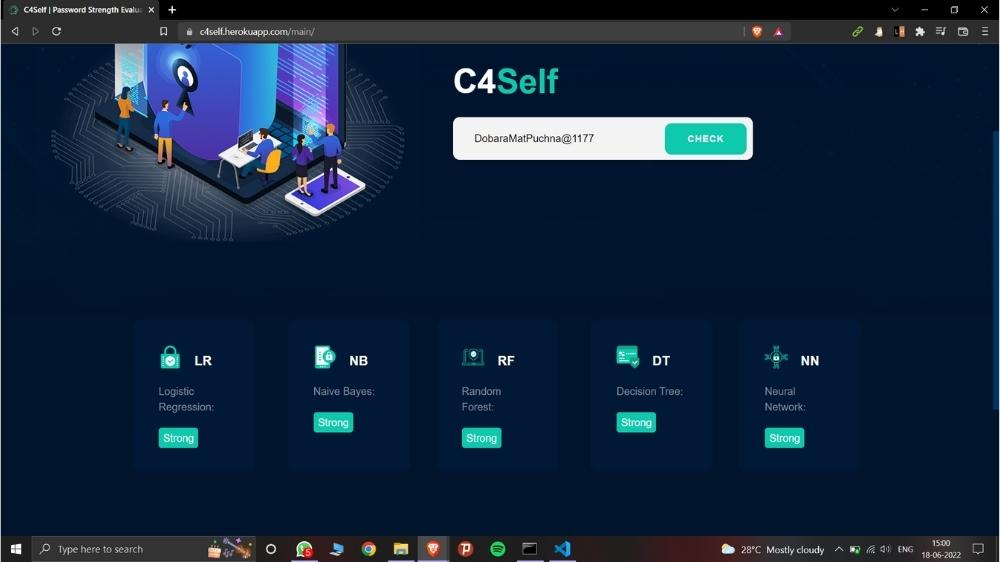 C4Self | Password Strength Evalua
c4self.herokuapp.com/main/
C4Self
DobaraMatPuchna@1177
CHECK
LR
Logistic
Regression:
Strong
NB
Naive Bayes:
Strong
RF
Random
Forest:
Strong
DT
Decision Tree:
Strong
NN
Neural
Network:
Strong
Type here to search
5
28°C Mostly cloudy
ENG
15:00
18-06-2022